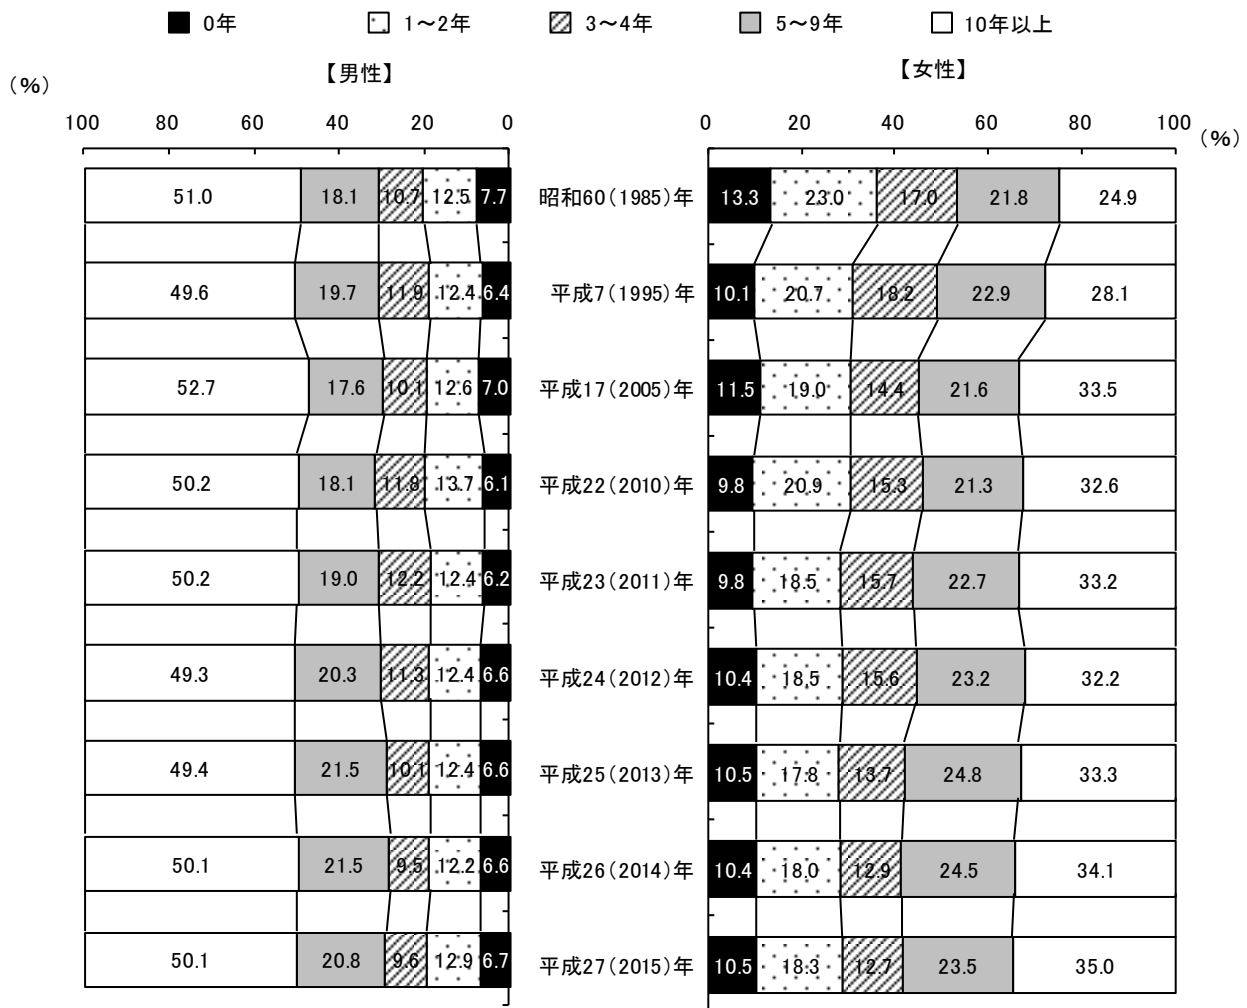 0年 1～2年 3～4年 5～9年 10年以上
【男性】 【女性】
(%)
100 80 60 40 20 0 0 20 40 60 80 100 (%)
51.0 18.1 10.7 12.5 7.7 昭和60(1985)年 13.3 23.0 17.0 21.8 24.9
49.6 19.7 11.9 12.4 6.4 平成7(1995)年 10.1 20.7 18.2 22.9 28.1
52.7 17.6 10.1 12.6 7.0 平成17(2005)年 11.5 19.0 14.4 21.6 33.5
50.2 18.1 11.8 13.7 6.1 平成22(2010)年 9.8 20.9 15.3 21.3 32.6
50.2 19.0 12.2 12.4 6.2 平成23(2011)年 9.8 18.5 15.7 22.7 33.2
49.3 20.3 11.3 12.4 6.6 平成24(2012)年 10.4 18.5 15.6 23.2 32.2
49.4 21.5 10.1 12.4 6.6 平成25(2013)年 10.5 17.8 13.7 24.8 33.3
50.1 21.5 9.5 12.2 6.6 平成26(2014)年 10.4 18.0 12.9 24.5 34.1
50.1 20.8 9.6 12.9 6.7 平成27(2015)年 10.5 18.3 12.7 23.5 35.0